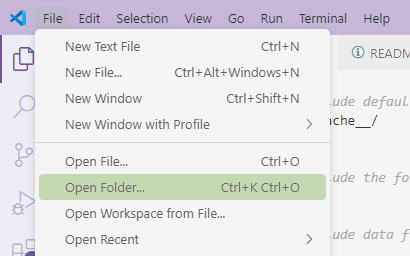 File Edit Selection View Go Run Terminal Help
New Text File Ctrl+N
README
New File... Ctrl+Alt+Windows+N
New Window Ctrl+Shift+N
ude defaul
New Window with Profile
ache__/
Open File... Ctrl+O
Open Folder... Ctrl+K Ctrl+O
ude the fo
Open Workspace from File...
Open Recent
ude data f